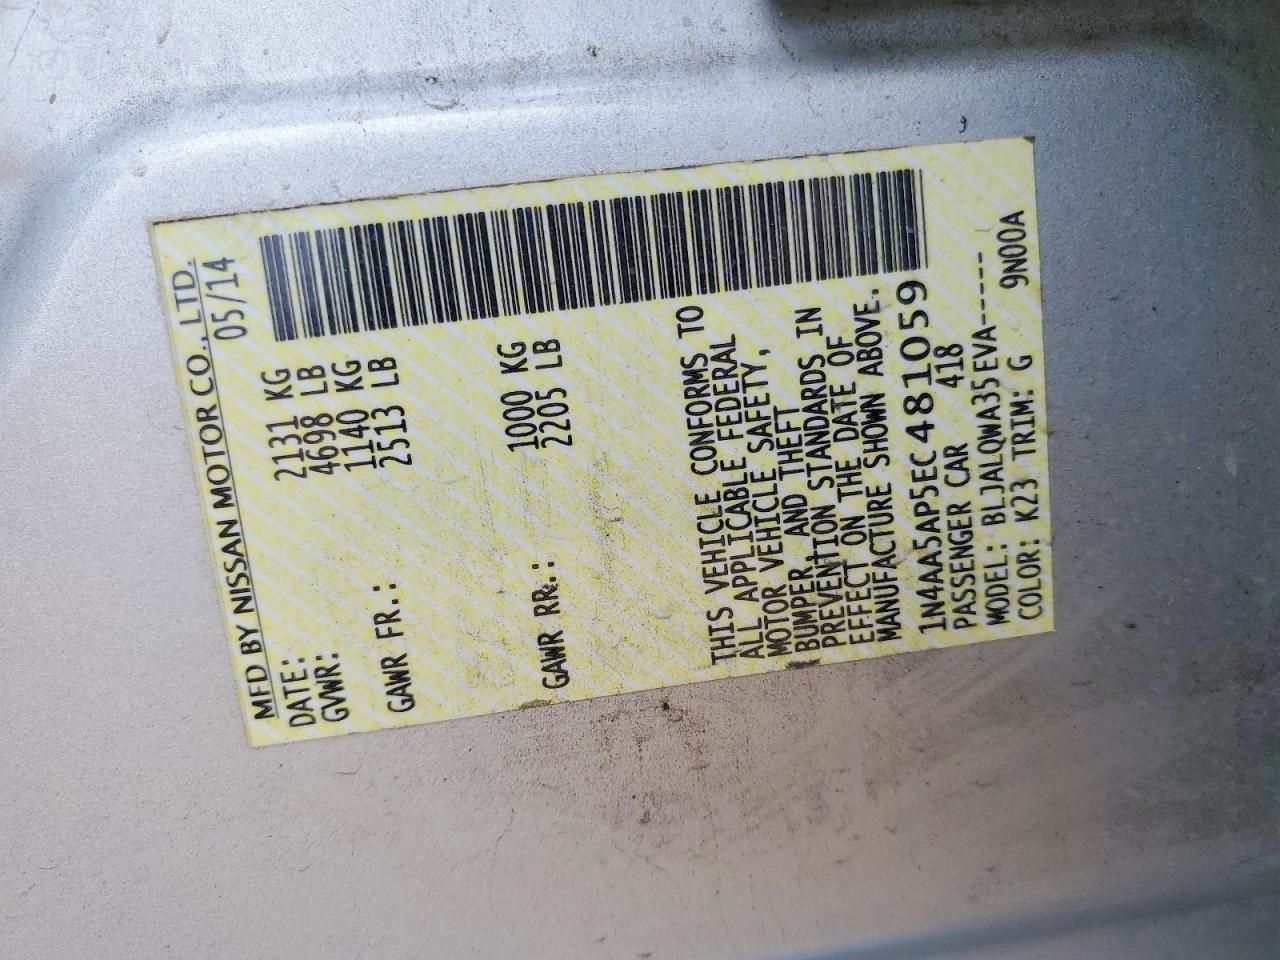 MFD BY NISSAN MOTOR CO., LTD.
DATE: 05/14
GVWR: 2131 KG
4698 LB
GAWR FR.: 1140 KG
2513 LB
GAWR RR.: 1000 KG
2205 LB
THIS VEHICLE CONFORMS TO
ALL APPLICABLE FEDERAL
MOTOR VEHICLE SAFETY,
BUMPER, AND THEFT
PREVENTION STANDARDS IN
EFFECT ON THE DATE OF
MANUFACTURE SHOWN ABOVE.
1N4AA5AP5EC481059
PASSENGER CAR 418
MODEL: BLJALQWA35EVA-----
COLOR: K23 TRIM: G 9N00A